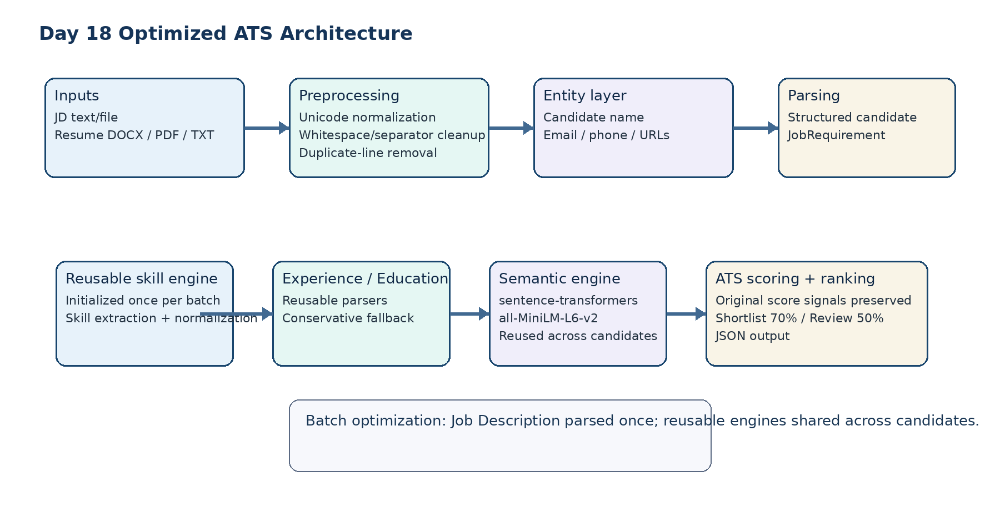 Day 18 Optimized ATS Architecture
Inputs
JD text/file
Resume DOCX / PDF / TXT
Preprocessing
Unicode normalization
Whitespace/separator cleanup
Duplicate-line removal
Entity layer
Candidate name
Email / phone / URLs
Parsing
Structured candidate
JobRequirement
Reusable skill engine
Initialized once per batch
Skill extraction + normalization
Experience / Education
Reusable parsers
Conservative fallback
Semantic engine
sentence-transformers
all-MiniLM-L6-v2
Reused across candidates
ATS scoring + ranking
Original score signals preserved
Shortlist 70% / Review 50%
JSON output
Batch optimization: Job Description parsed once; reusable engines shared across candidates.